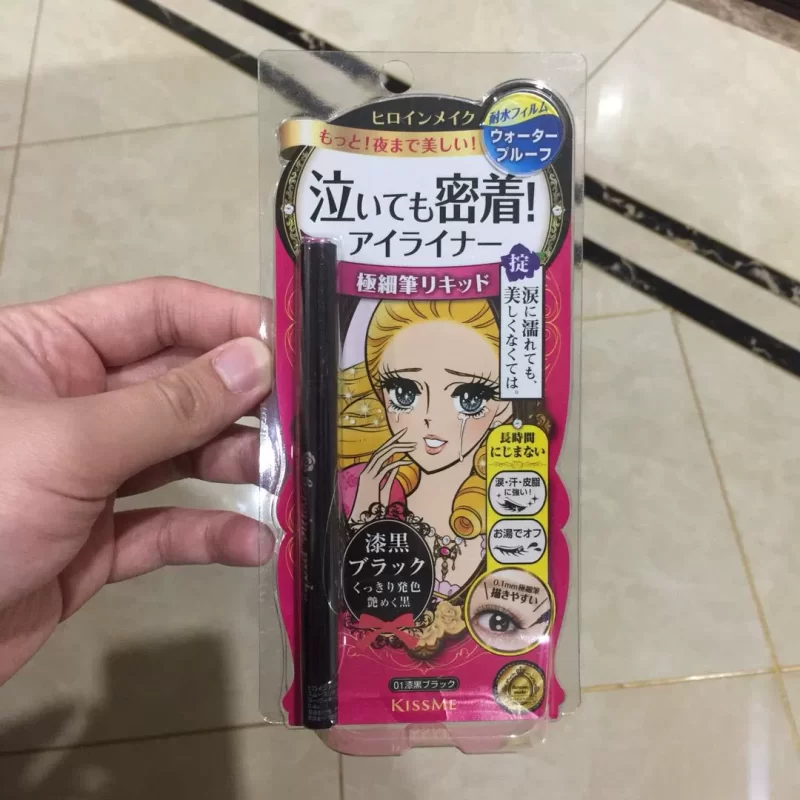 ヒロインメイク
もっと!夜まで美しい!
耐水フィルム
ウォーター
プルーフ
泣いても密着!
アイライナー
極細筆リキッド
掟
涙に濡れても、
美しくなくては。
長時間
にじまない
涙・汗・皮脂
に強い!
お湯でオフ
0.1mm極細筆
描きやすい
漆黒
ブラック
くっきり発色
艶めく黒
01漆黒ブラック
KISSME